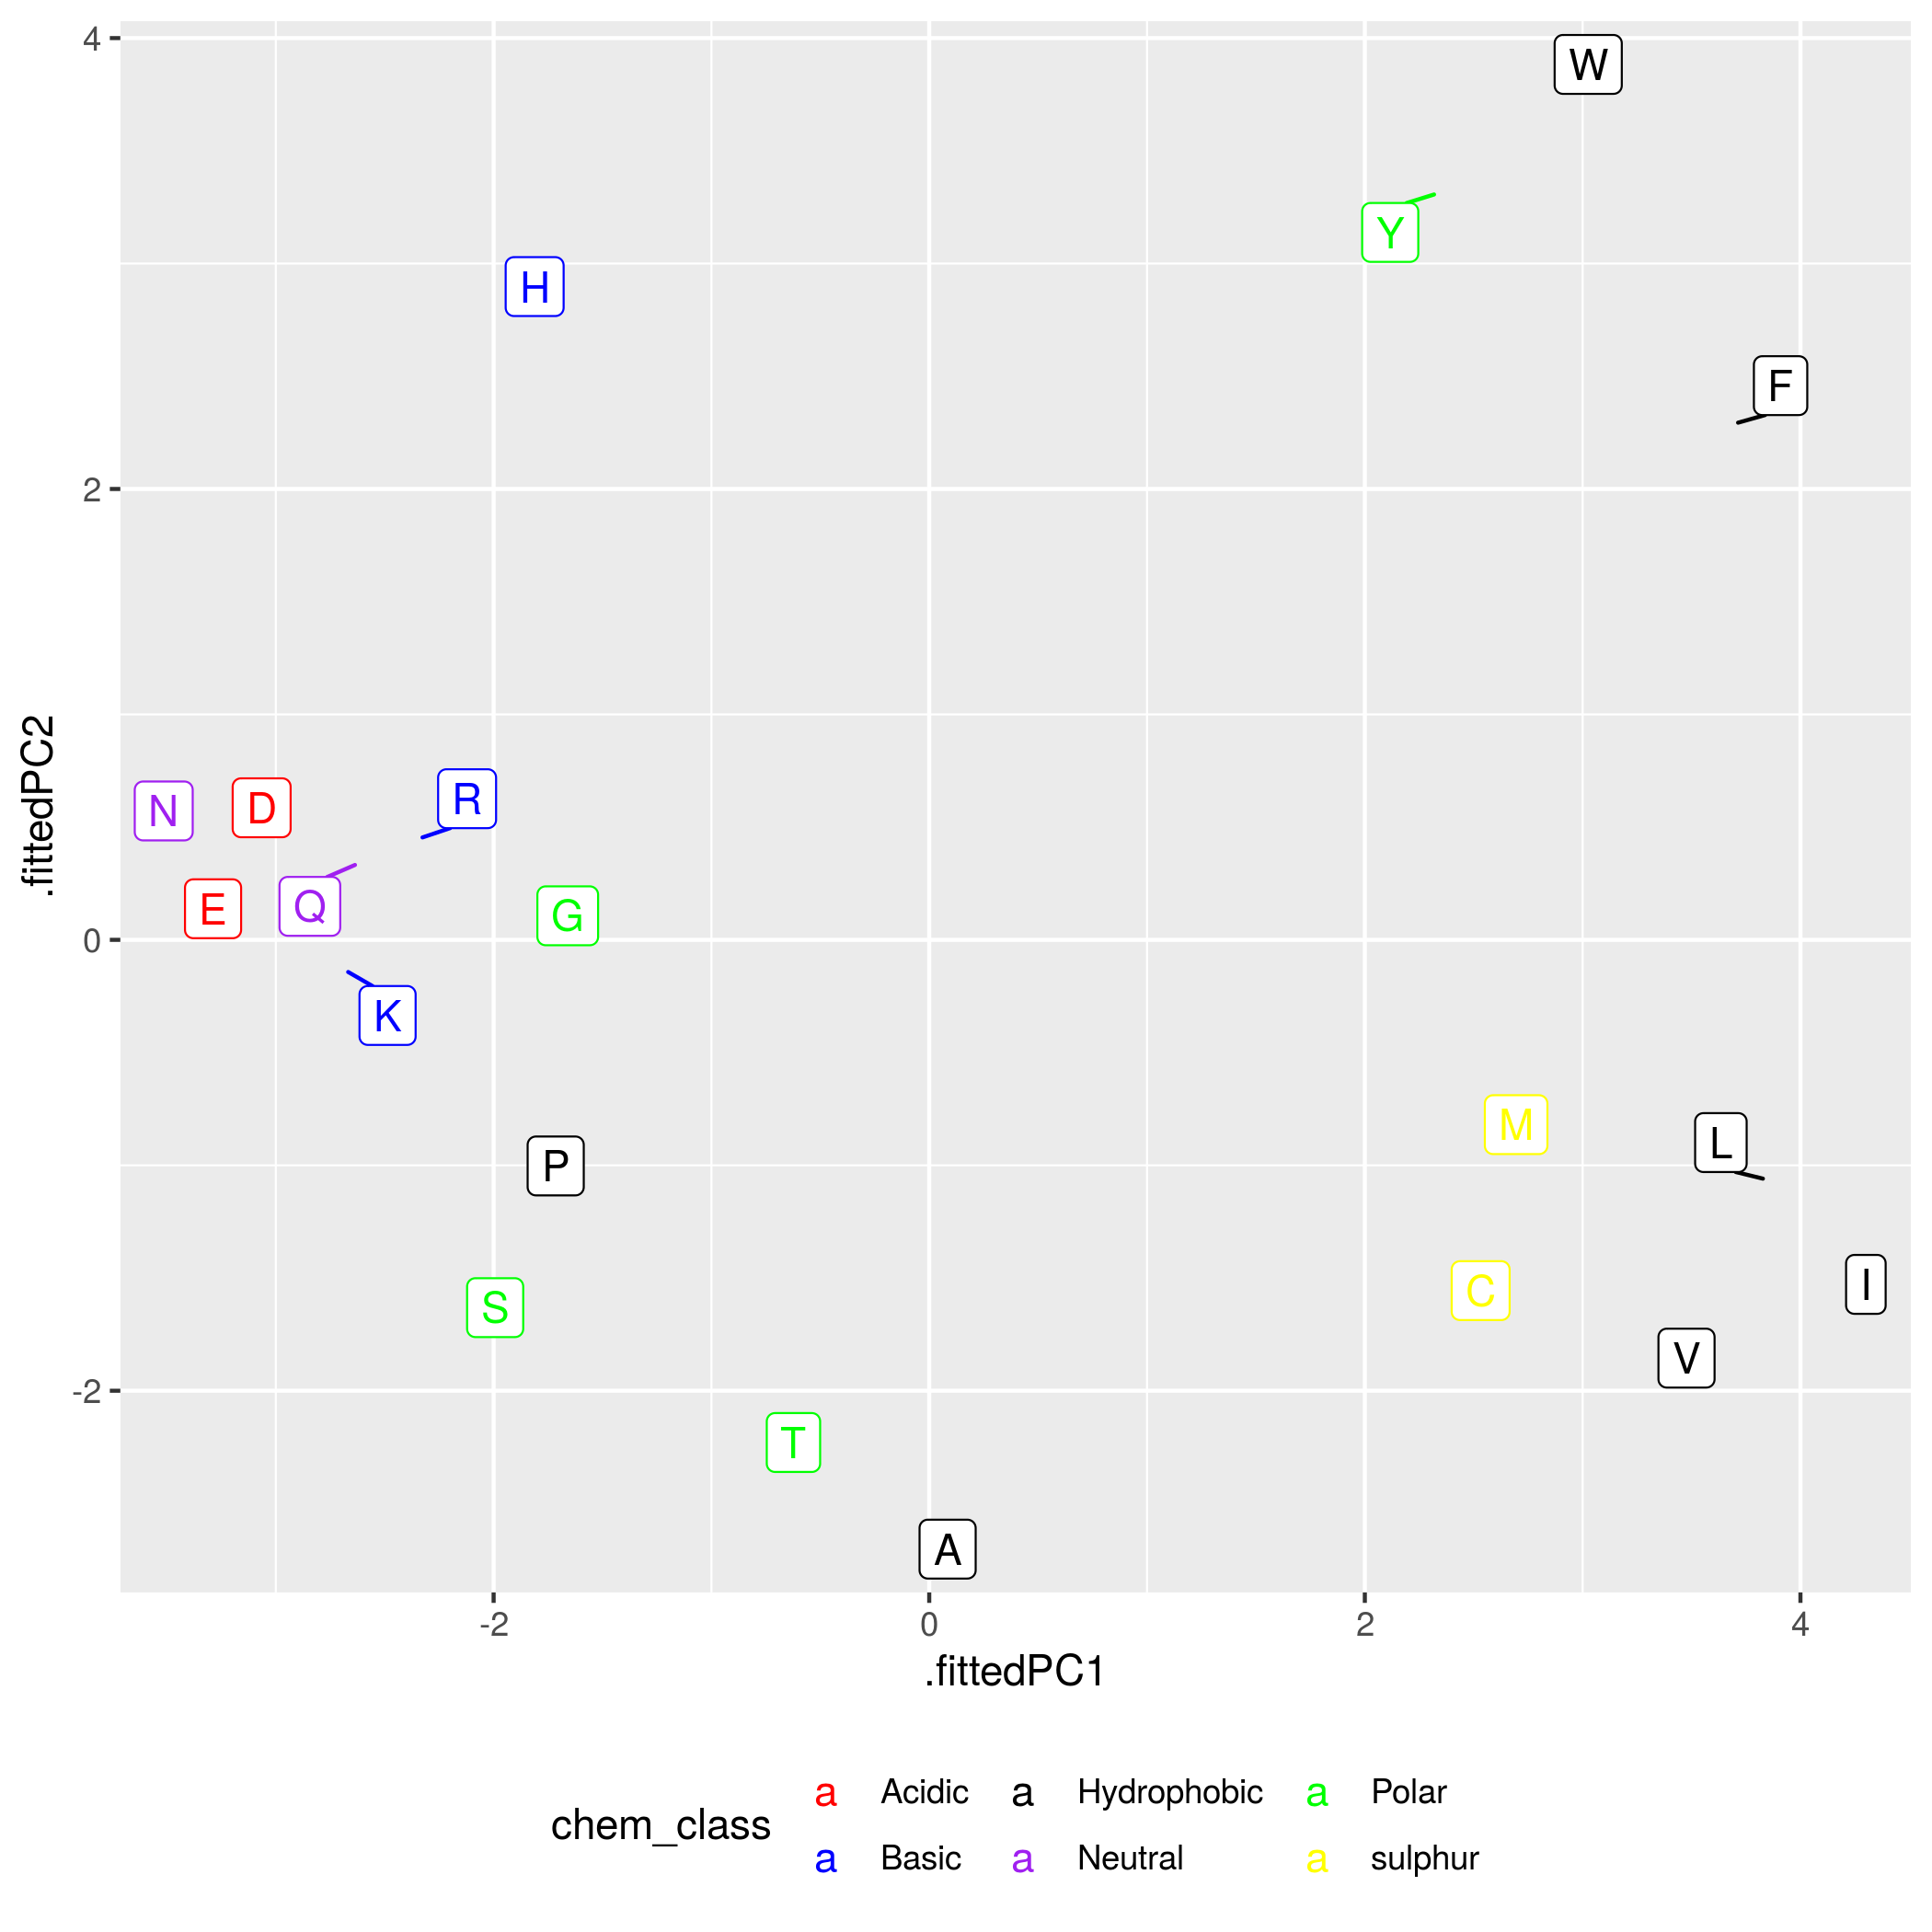 4
W
Y
H
F
2
.fittedPC2
N
D
R
E
Q
G
0
K
M
L
P
C
I
S
V
-2
T
A
-2 0 2 4
.fittedPC1
chem_class
a Acidic a Hydrophobic a Polar
a Basic a Neutral a sulphur